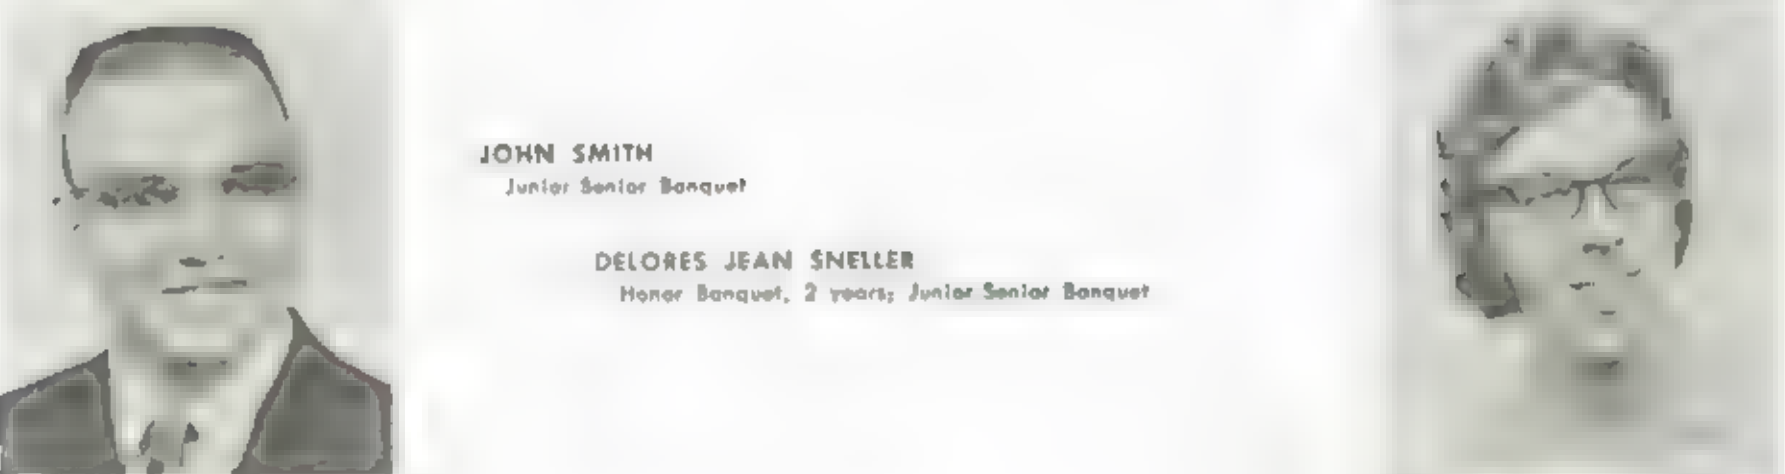 JOHN SMITH
Junior Senior Banquet
DELORES JEAN SNELLER
Honor Banquet, 2 years; Junior Senior Banquet